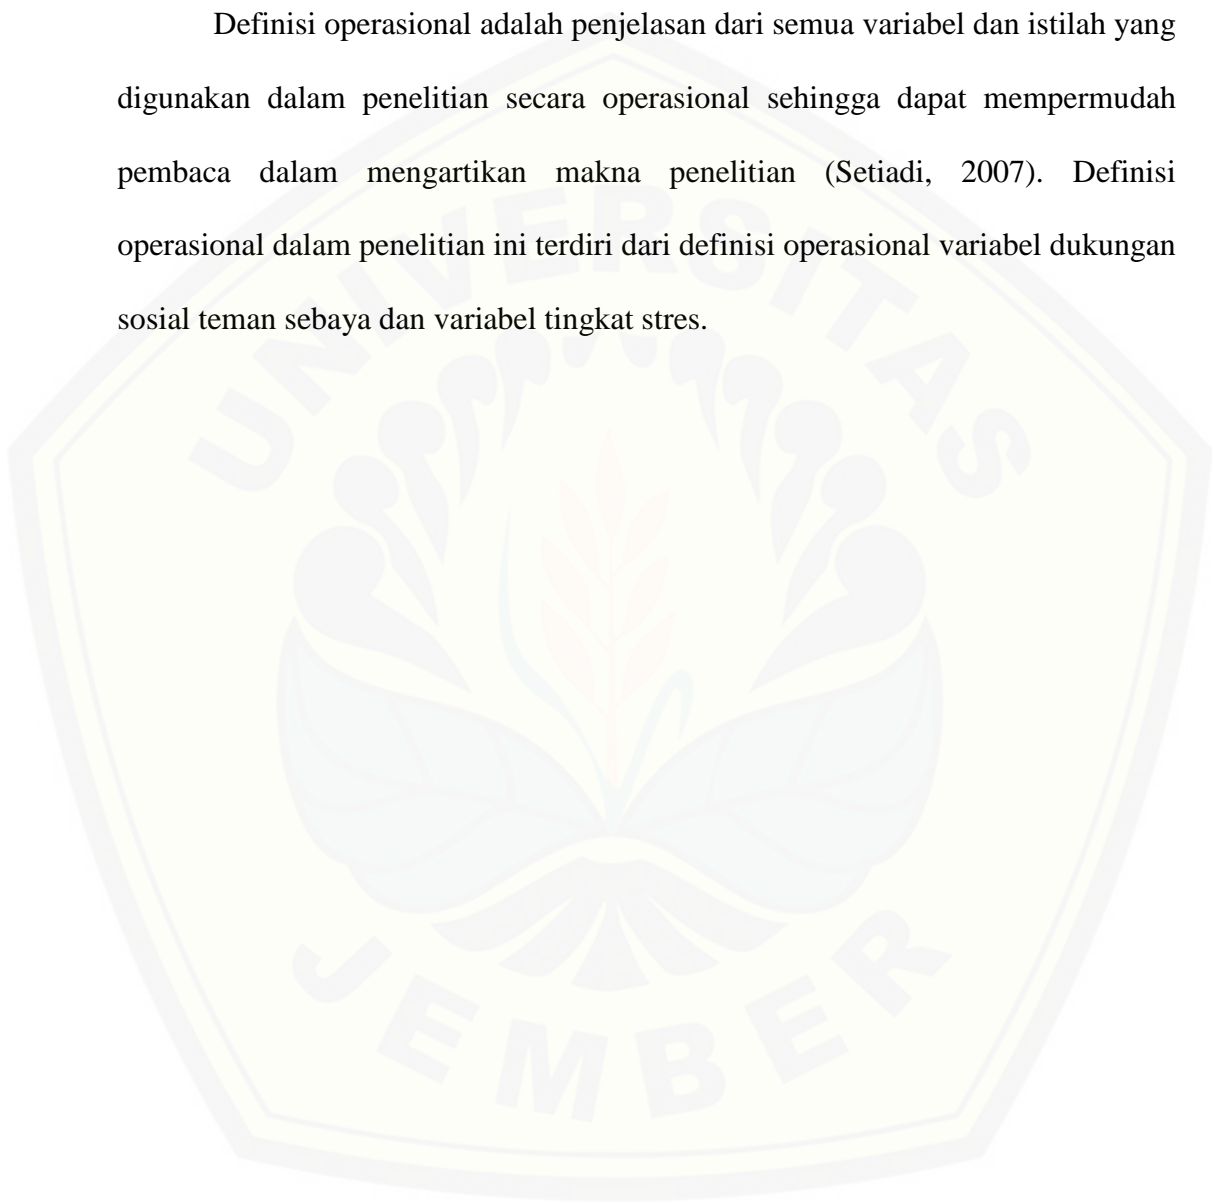 Definisi operasional adalah penjelasan dari semua variabel dan istilah yang
digunakan dalam penelitian secara operasional sehingga dapat mempermudah
pembaca dalam mengartikan makna penelitian (Setiadi, 2007). Definisi
operasional dalam penelitian ini terdiri dari definisi operasional variabel dukungan
sosial teman sebaya dan variabel tingkat stres.
UNIVERSITAS
JEMBER